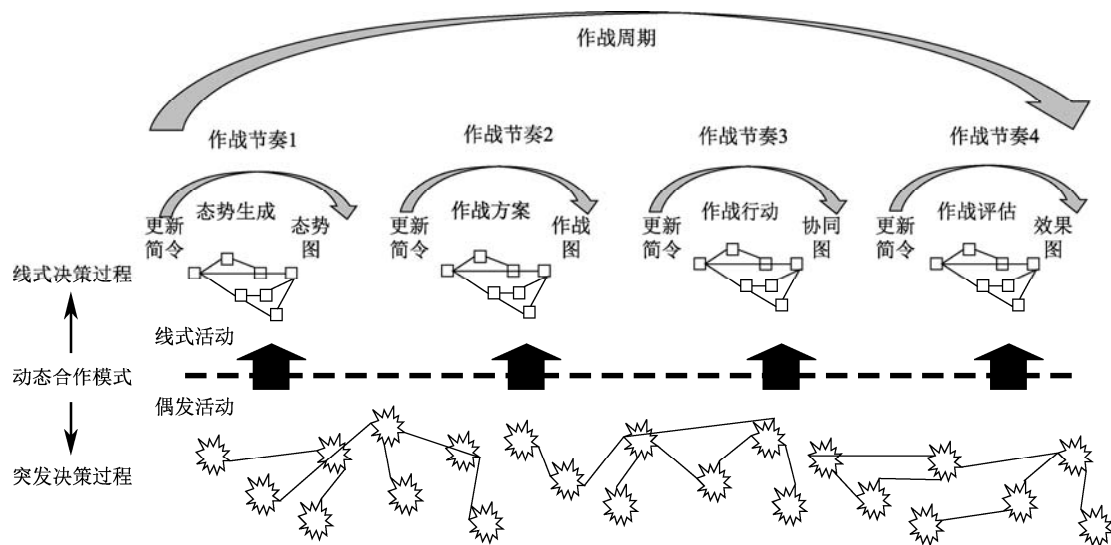 作战周期
作战节奏1
作战节奏2
作战节奏3
作战节奏4
更新
简令
态势生成
态势
图
更新
简令
作战方案
作战
图
更新
简令
作战行动
协同
图
更新
简令
作战评估
效果
图
线式决策过程
线式活动
动态合作模式
偶发活动
突发决策过程